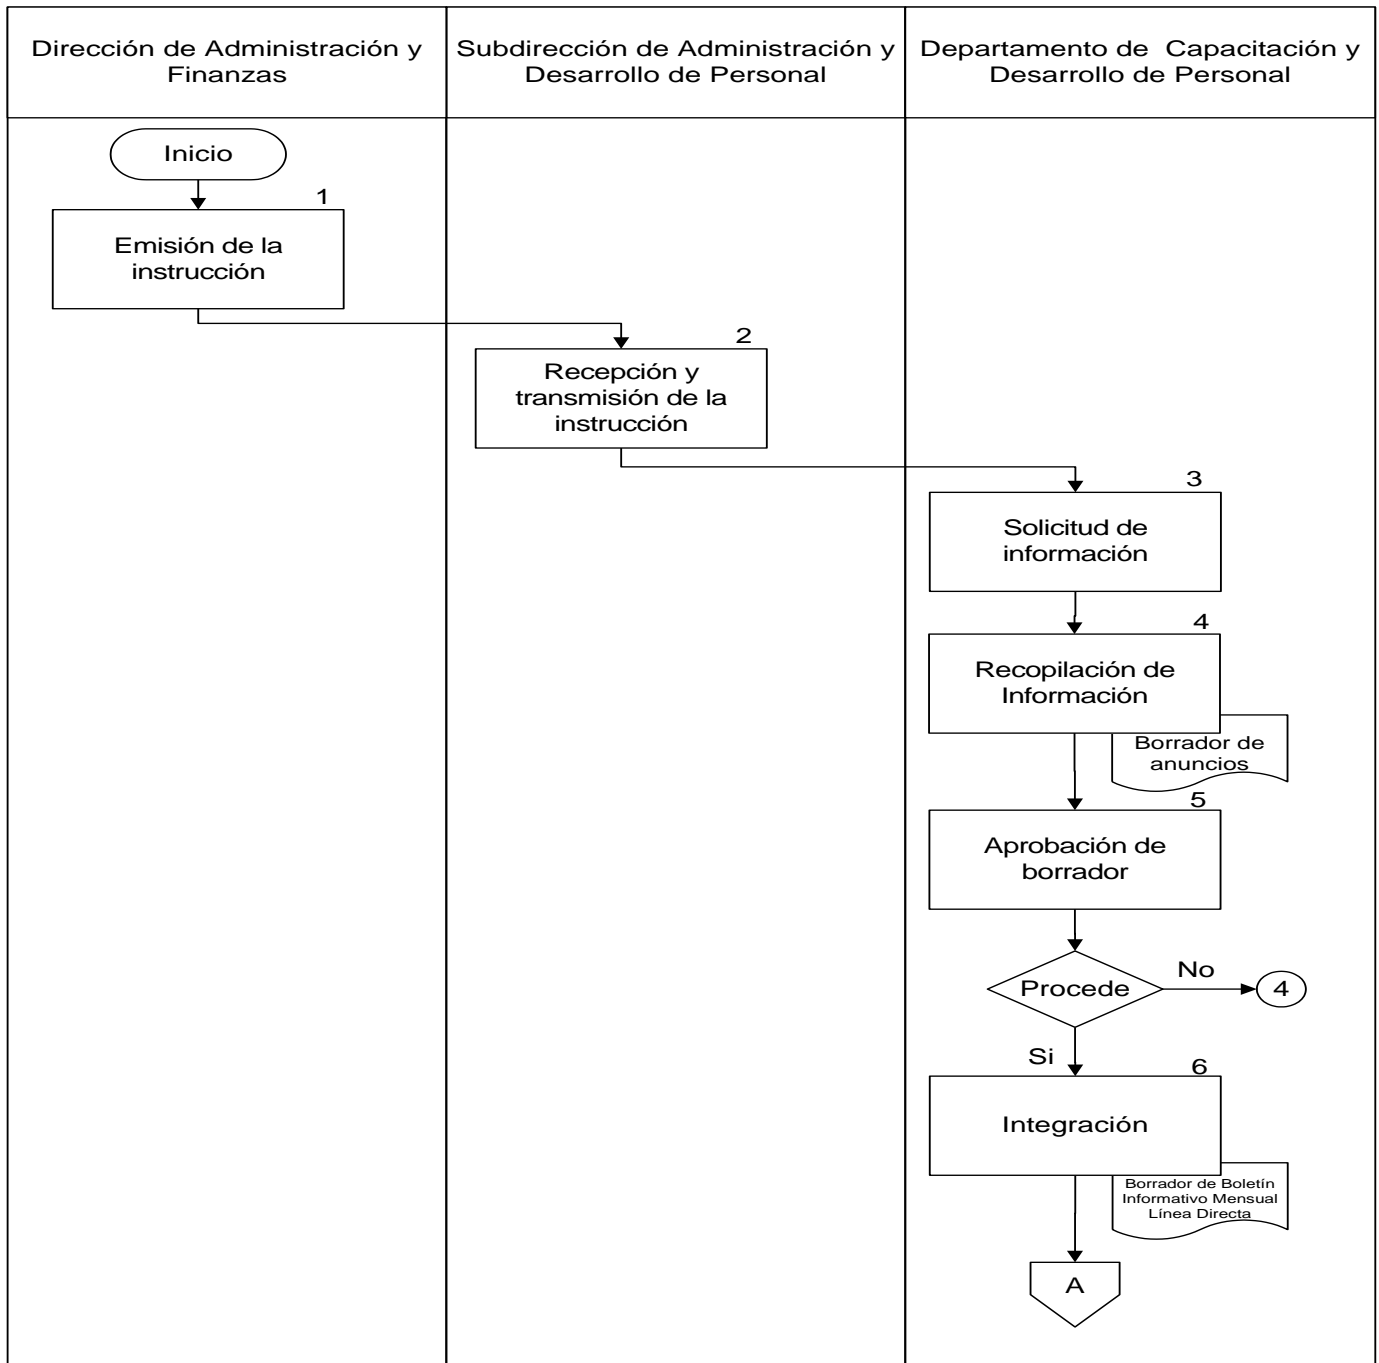 Dirección de Administración y
Finanzas
Subdirección de Administración y
Desarrollo de Personal
Departamento de  Capacitación y
Desarrollo de Personal
Inicio
1
Emisión de la
instrucción
2
Recepción y
transmisión de la
instrucción
3
Solicitud de
información
4
Recopilación de
Información
Borrador de
anuncios
5
Aprobación de
borrador
Procede
No
4
Si
6
Integración
Borrador de Boletín
Informativo Mensual
Línea Directa
A